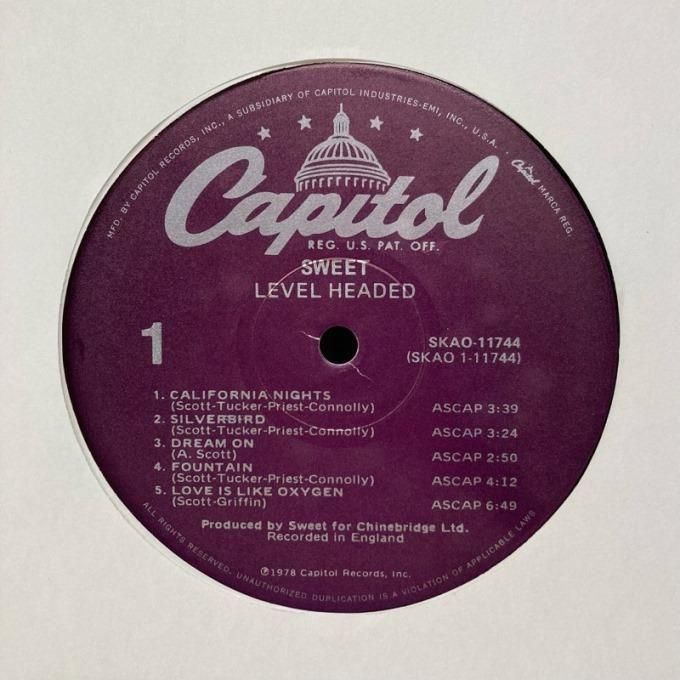 MFD. BY CAPITOL RECORDS, INC., A SUBSIDIARY OF CAPITOL INDUSTRIES-EMI, INC., U.S.A. . Capitol MARCA REG.
Capitol
REG. U.S. PAT. OFF.
SWEET
LEVEL HEADED
1
SKAO-11744
(SKAO 1-11744)
1. CALIFORNIA NIGHTS
(Scott-Tucker-Priest-Connolly) ASCAP 3:39
2. SILVERBIRD
(Scott-Tucker-Priest-Connolly) ASCAP 3:24
3. DREAM ON
(A. Scott) ASCAP 2:50
4. FOUNTAIN
(Scott-Tucker-Priest-Connolly) ASCAP 4:12
5. LOVE IS LIKE OXYGEN
(Scott-Griffin) ASCAP 6:49
Produced by Sweet for Chinebridge Ltd.
Recorded in England
℗1978 Capitol Records, Inc.
ALL RIGHTS RESERVED. UNAUTHORIZED DUPLICATION IS A VIOLATION OF APPLICABLE LAWS